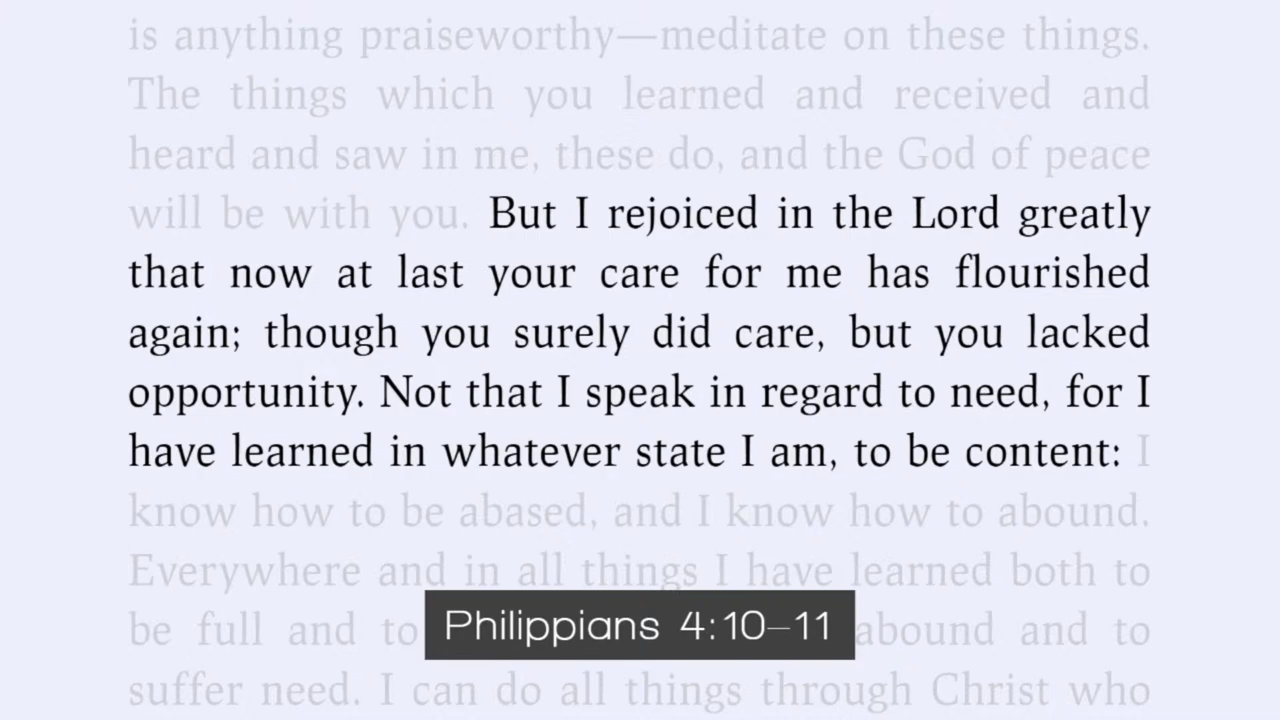 is anything praiseworthy—meditate on these things.
The things which you learned and received and
heard and saw in me, these do, and the God of peace
will be with you. But I rejoiced in the Lord greatly
that now at last your care for me has flourished
again; though you surely did care, but you lacked
opportunity. Not that I speak in regard to need, for I
have learned in whatever state I am, to be content: I
know how to be abased, and I know how to abound.
Everywhere and in all things I have learned both to
be full and to abound and to
Philippians 4:10–11
suffer need. I can do all things through Christ who